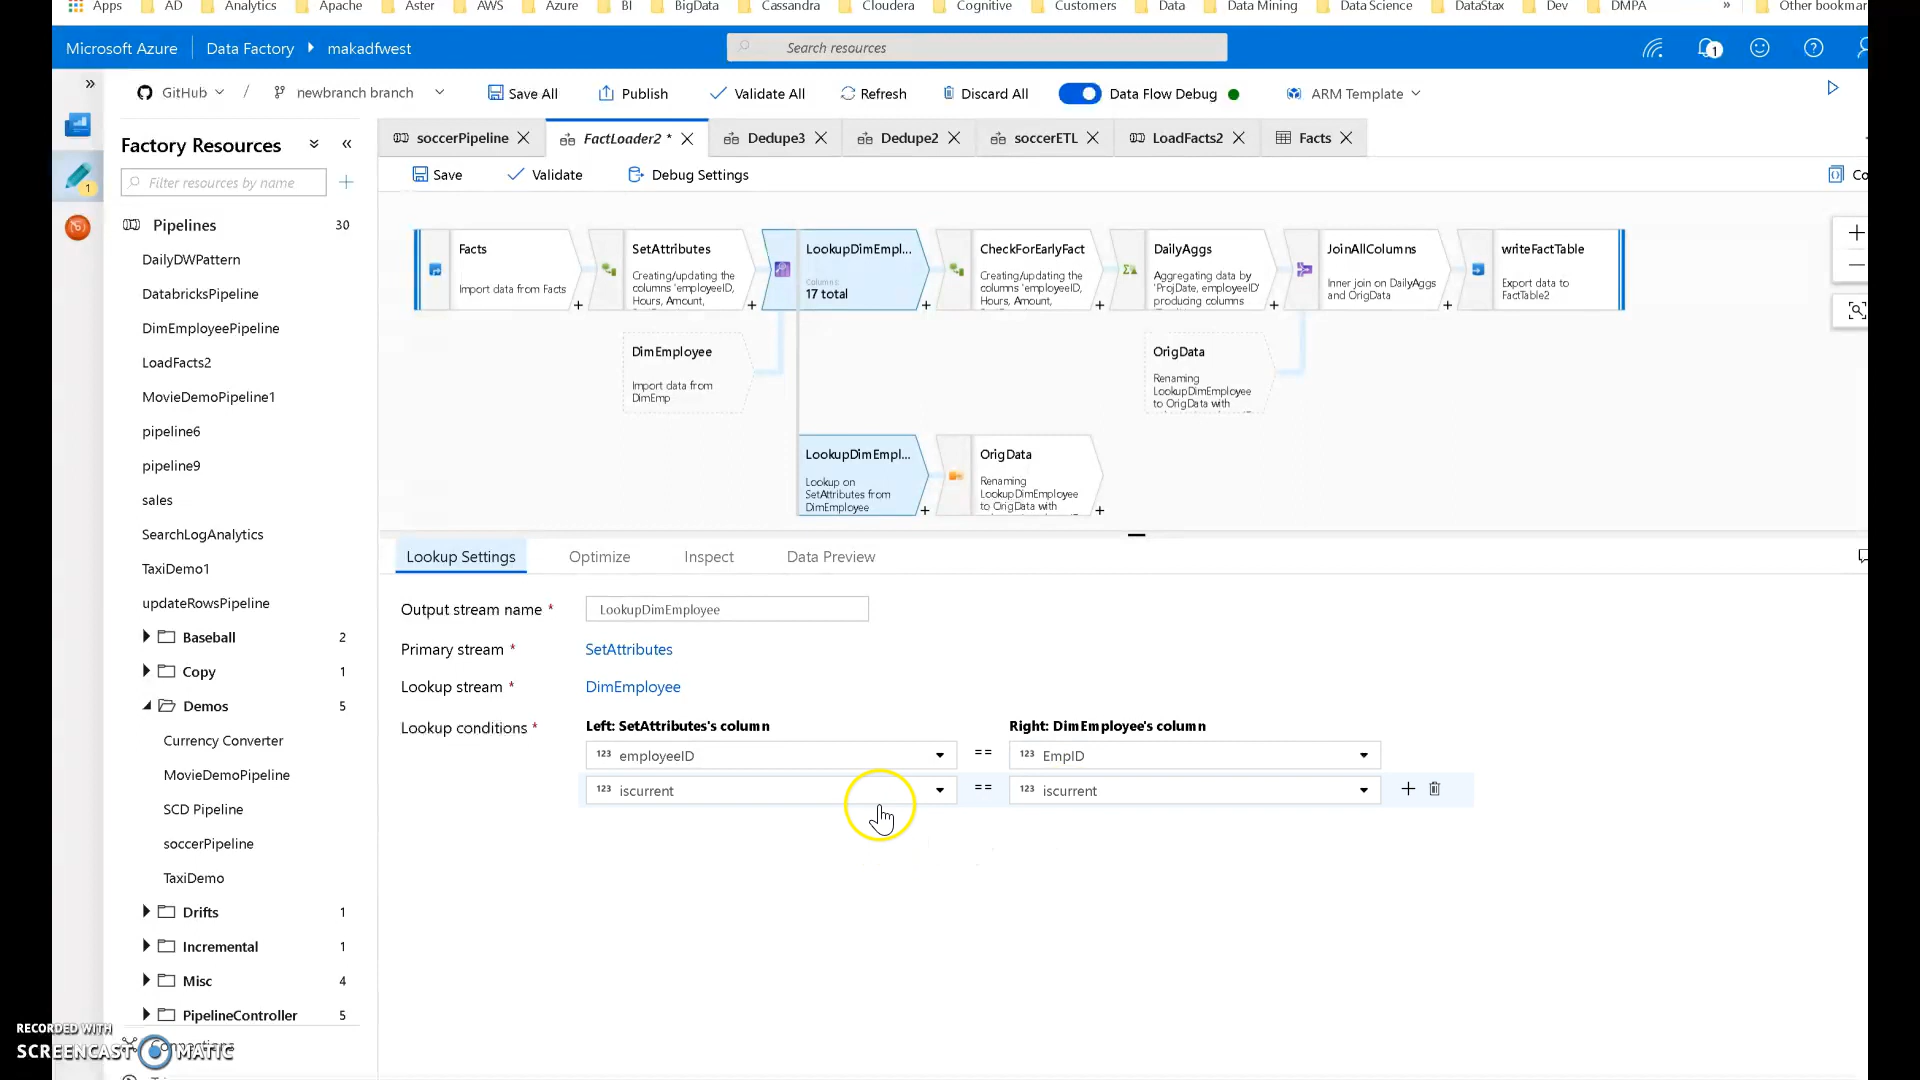 Apps AD Analytics Apache Aster AWS Azure BI BigData Cassandra Cloudera Cognitive Customers Data Data Mining Data Science DataStax Dev DMPA » Other bookmar
Microsoft Azure Data Factory makadfwest Search resources 1
» GitHub / newbranch branch Save All Publish Validate All Refresh Discard All Data Flow Debug ARM Template
Factory Resources «
soccerPipeline FactLoader2 * Dedupe3 Dedupe2 soccerETL LoadFacts2 Facts
1
Filter resources by name +
Save Validate Debug Settings Co
Pipelines 30
DailyDWPattern
DatabricksPipeline
DimEmployeePipeline
LoadFacts2
MovieDemoPipeline1
pipeline6
pipeline9
sales
SearchLogAnalytics
TaxiDemo1
updateRowsPipeline
Baseball 2
Copy 1
Demos 5
Currency Converter
MovieDemoPipeline
SCD Pipeline
soccerPipeline
TaxiDemo
Drifts 1
Incremental 1
Misc 4
PipelineController 5
Connections
Facts
Import data from Facts
+
SetAttributes
Creating/updating the
columns 'employeeID,
Hours, Amount,
+
LookupDimEmpl...
Columns:
17 total
+
CheckForEarlyFact
Creating/updating the
columns 'employeeID,
Hours, Amount,
+
DailyAggs
Aggregating data by
'ProjDate, employeeID'
producing columns
+
JoinAllColumns
Inner join on DailyAggs
and OrigData
+
writeFactTable
Export data to
FactTable2
DimEmployee
Import data from
DimEmp
OrigData
Renaming
LookupDimEmployee
to OrigData with
LookupDimEmpl...
Lookup on
SetAttributes from
DimEmployee
+
OrigData
Renaming
LookupDimEmployee
to OrigData with
+
Lookup Settings Optimize Inspect Data Preview
Output stream name * LookupDimEmployee
Primary stream * SetAttributes
Lookup stream * DimEmployee
Lookup conditions * Left: SetAttributes's column Right: DimEmployee's column
123 employeeID == 123 EmpID
123 iscurrent == 123 iscurrent +
RECORDED WITH
SCREENCAST MATIC